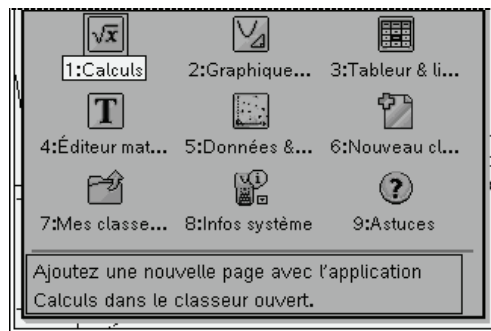 √x
1:Calculs 2:Graphique... 3:Tableur & li...
T
4:Éditeur mat... 5:Données &... 6:Nouveau cl...
7:Mes classe... 8:Infos système 9:Astuces
Ajoutez une nouvelle page avec l'application
Calculs dans le classeur ouvert.